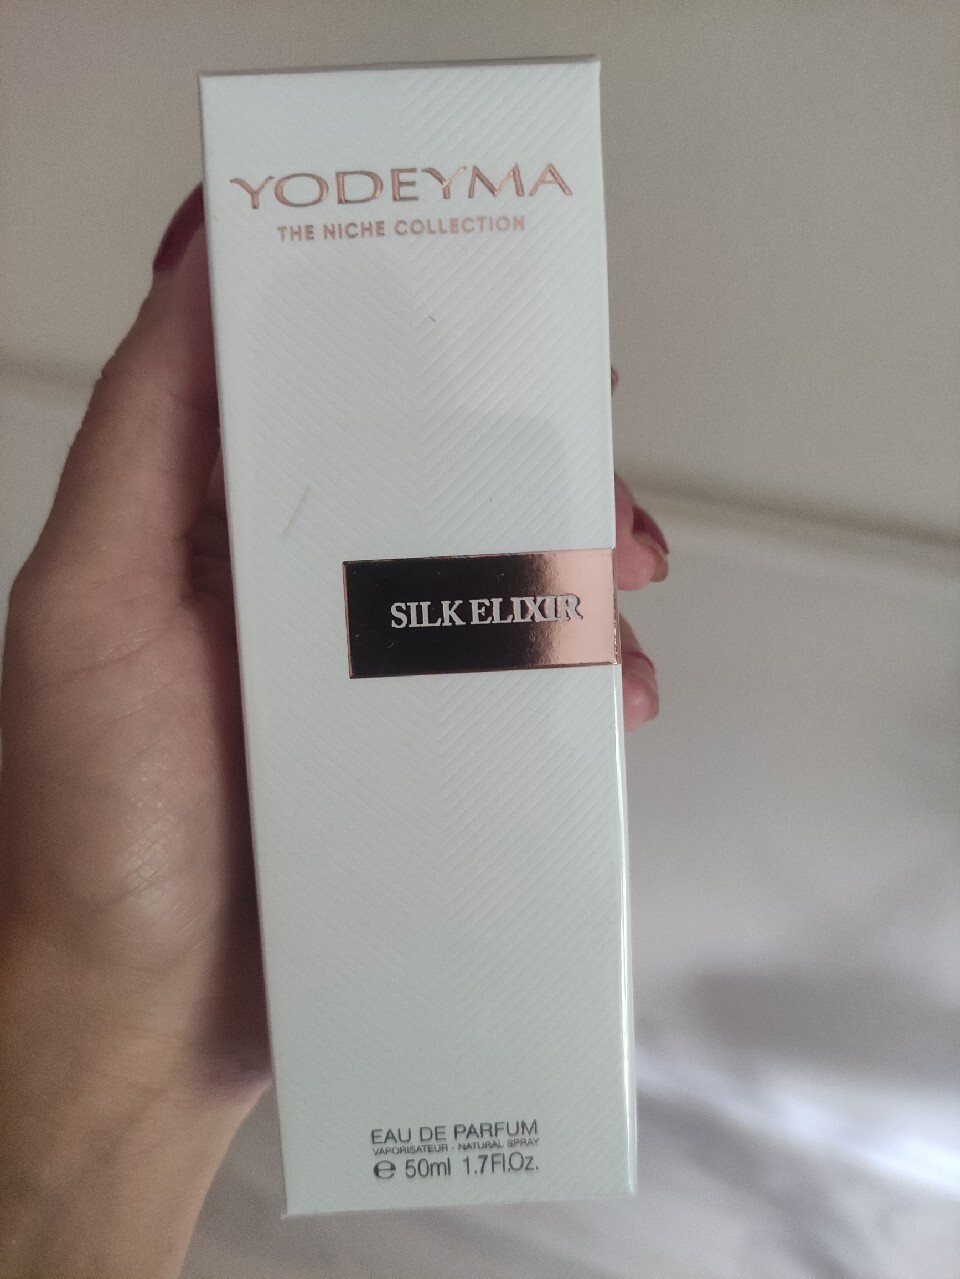 YODEYMA
THE NICHE COLLECTION
SILK ELIXIR
EAU DE PARFUM
VAPORISATEUR - NATURAL SPRAY
℮ 50ml 1.7Fl.Oz.